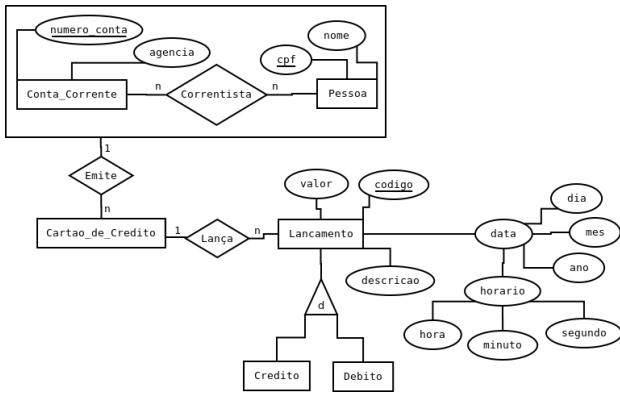 numero_conta
nome
agencia
cpf
Conta_Corrente
n
Correntista
n
Pessoa
1
Emite
n
valor
codigo
dia
Cartao_de_Credito
1
Lança
n
Lancamento
data
mes
ano
descricao
horario
d
hora
minuto
segundo
Credito
Debito